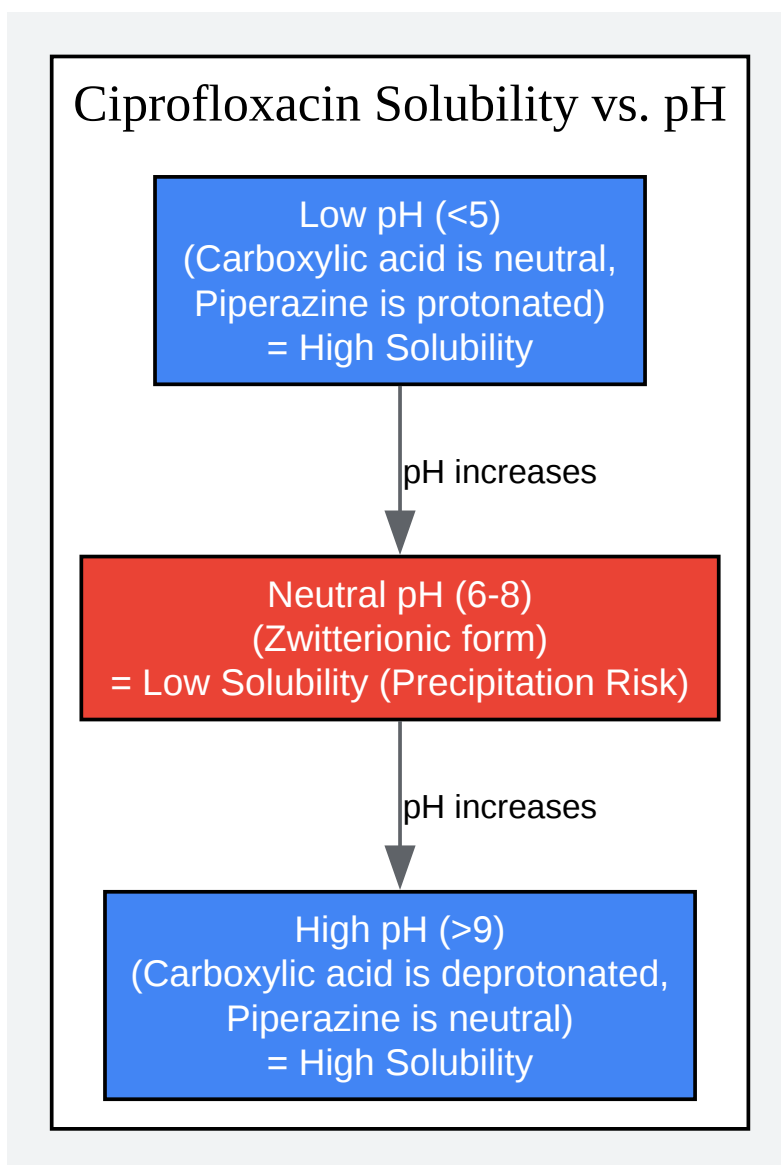 Ciprofloxacin Solubility vs. pH
Low pH (<5)
(Carboxylic acid is neutral,
Piperazine is protonated)
= High Solubility
pH increases
Neutral pH (6-8)
(Zwitterionic form)
= Low Solubility (Precipitation Risk)
pH increases
High pH (>9)
(Carboxylic acid is deprotonated,
Piperazine is neutral)
= High Solubility